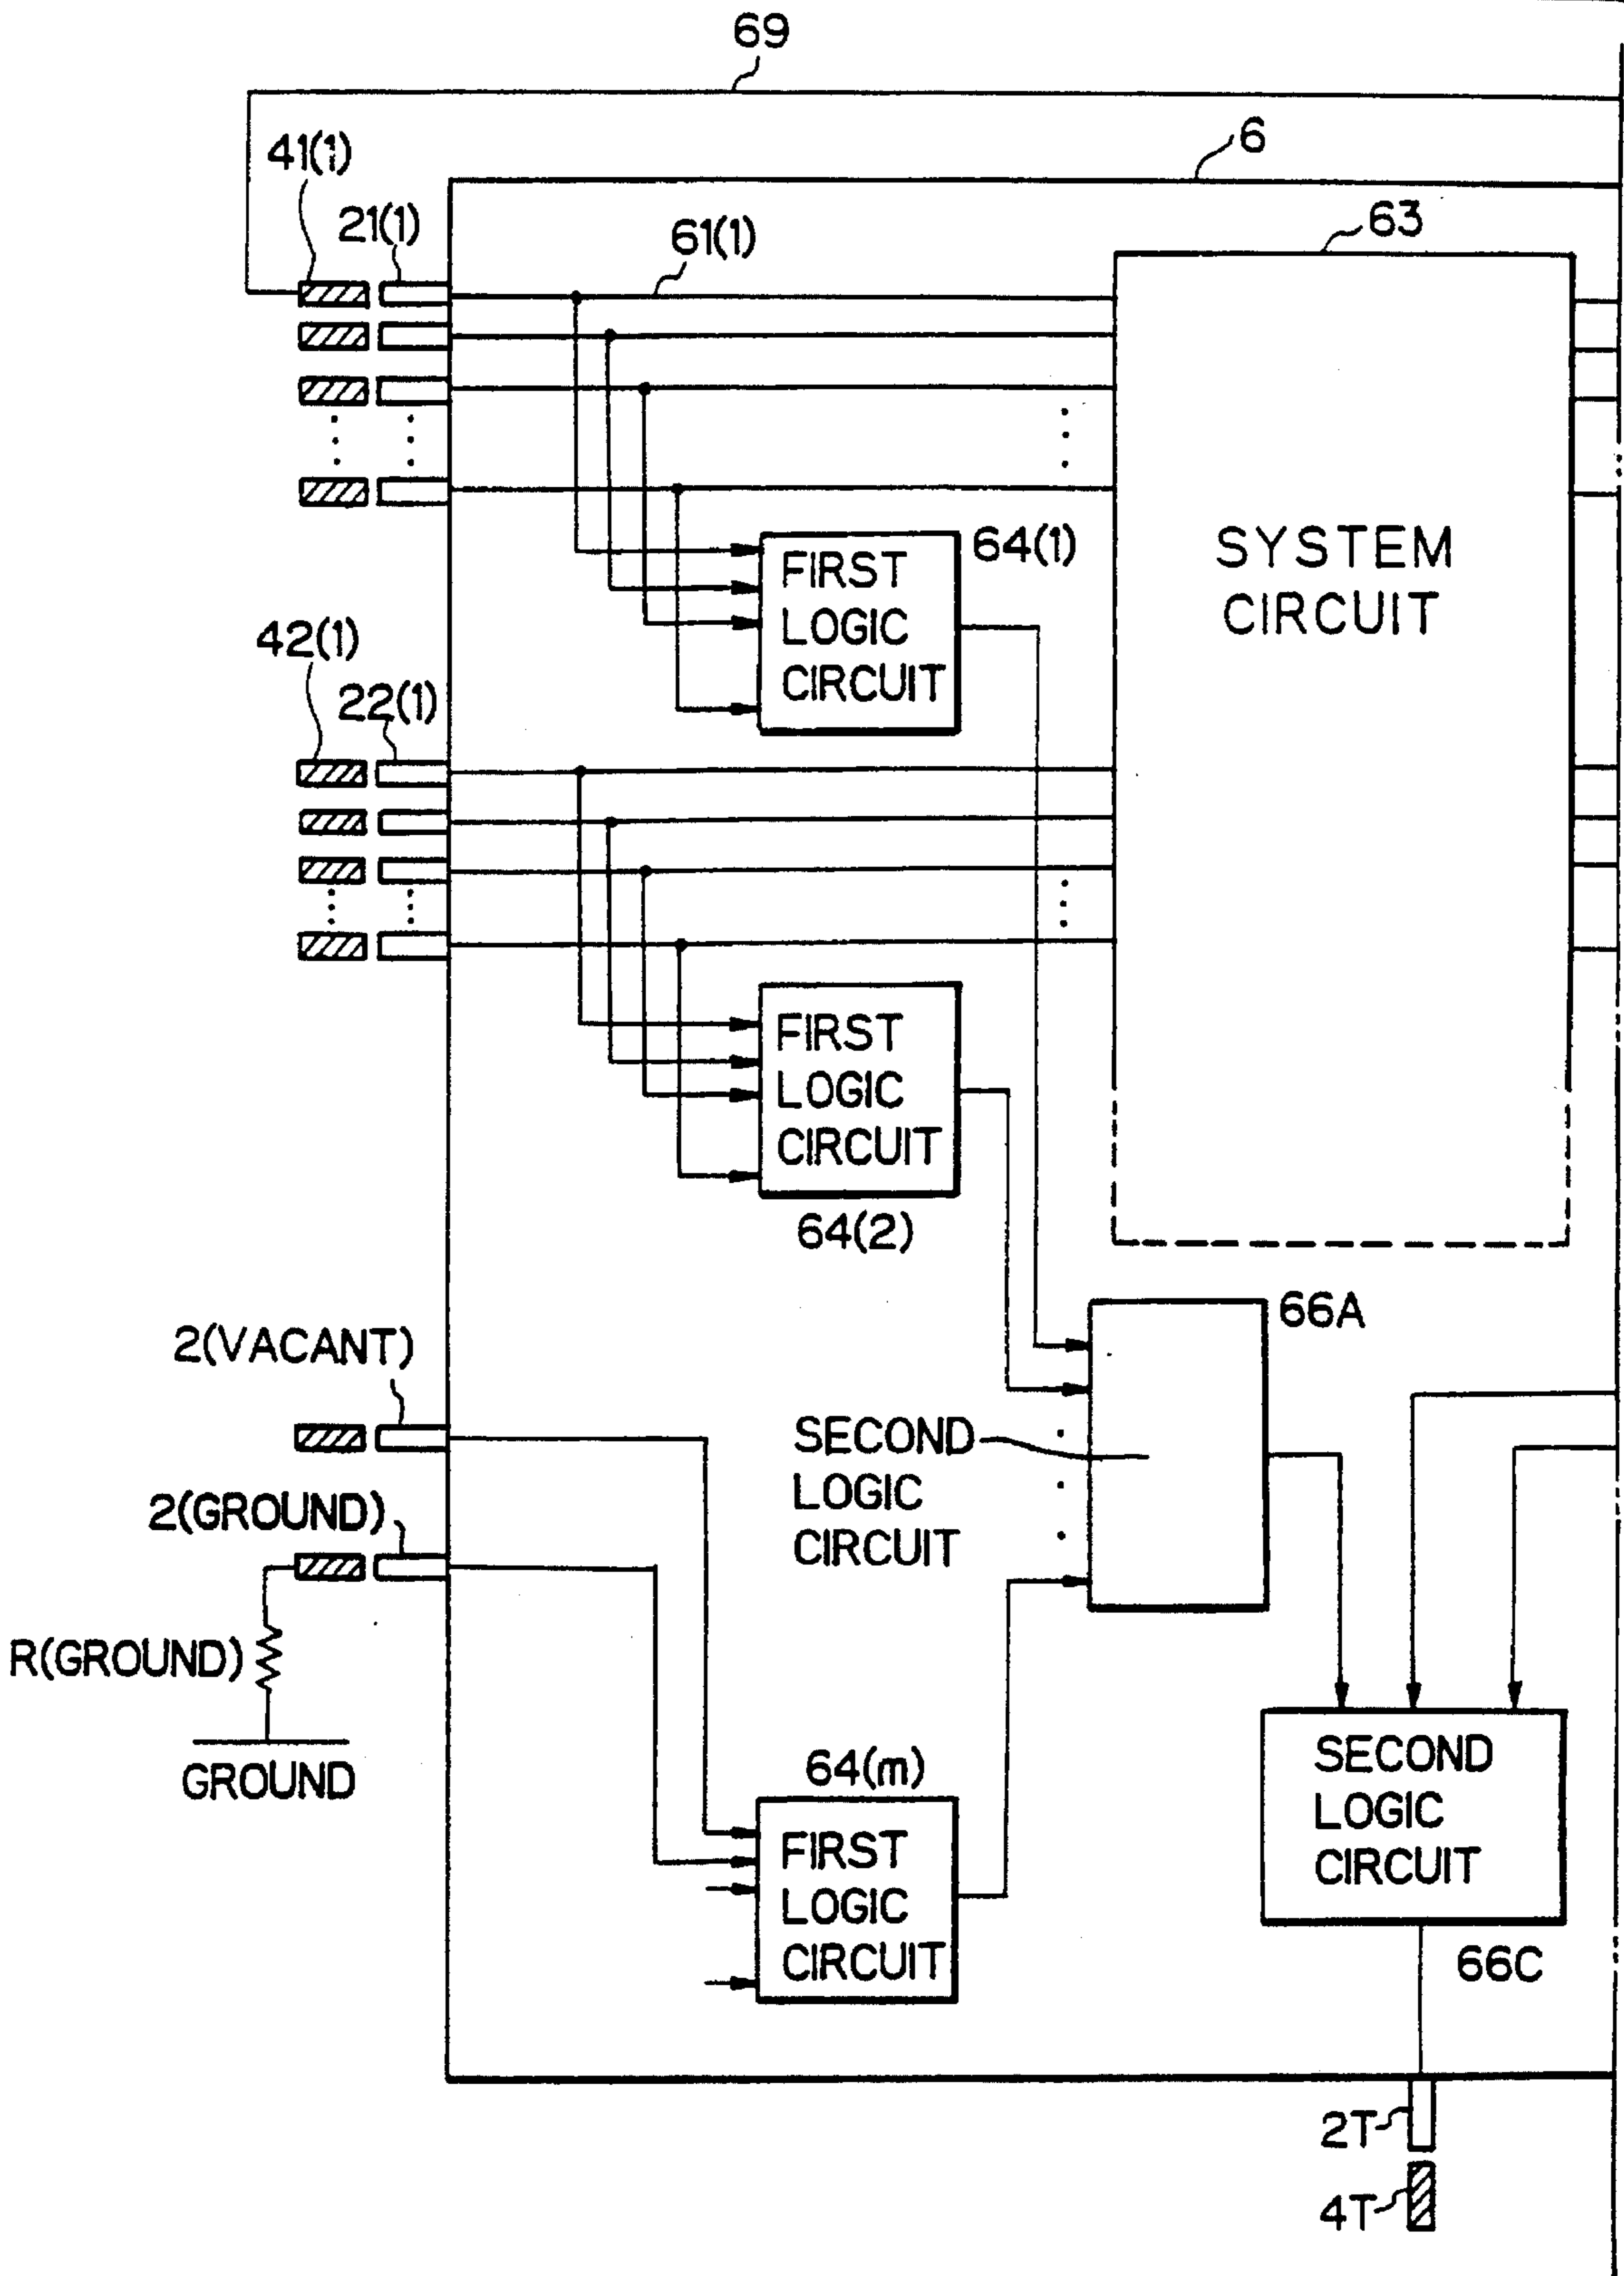 69
6
41(1)
21(1)
61(1)
63
SYSTEM
CIRCUIT
64(1)
FIRST
LOGIC
CIRCUIT
42(1)
22(1)
FIRST
LOGIC
CIRCUIT
64(2)
66A
2(VACANT)
SECOND
LOGIC
CIRCUIT
2(GROUND)
R(GROUND)
GROUND
64(m)
FIRST
LOGIC
CIRCUIT
SECOND
LOGIC
CIRCUIT
66C
2T
4T